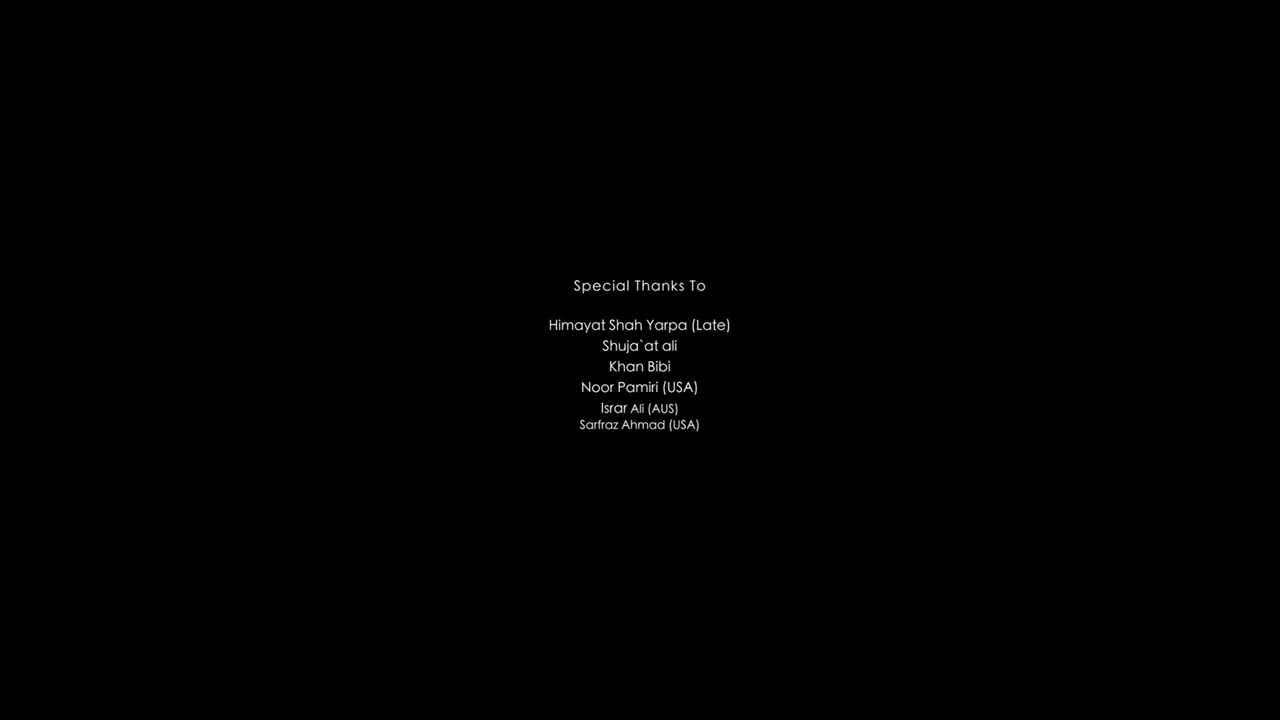 Special Thanks To
Himayat Shah Yarpa (Late)
Shuja`at ali
Khan Bibi
Noor Pamiri (USA)
Israr Ali (AUS)
Sarfraz Ahmad (USA)